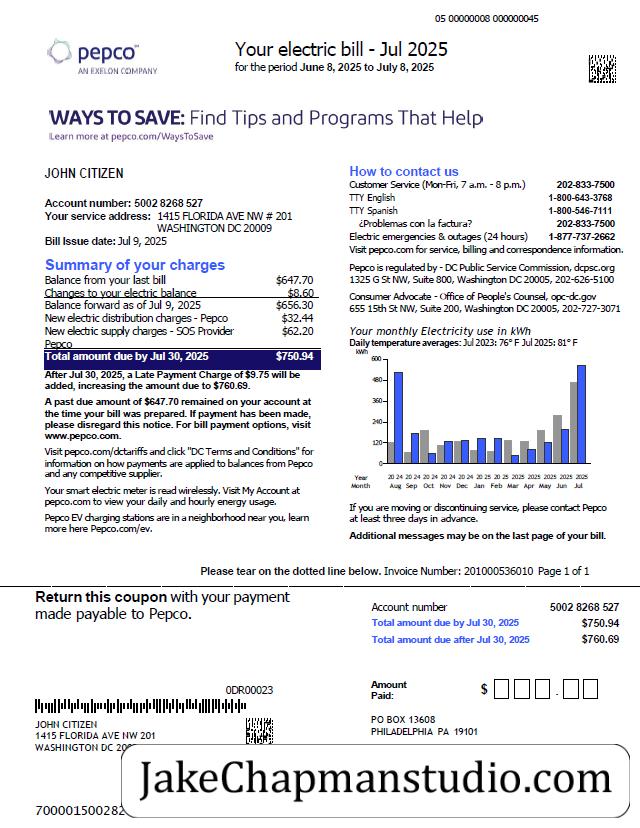 05 00000008 000000045
pepco
AN EXELON COMPANY
Your electric bill - Jul 2025
for the period June 8, 2025 to July 8, 2025
WAYS TO SAVE: Find Tips and Programs That Help
Learn more at pepco.com/WaysToSave
JOHN CITIZEN
Account number: 5002 8268 527
Your service address: 1415 FLORIDA AVE NW # 201
WASHINGTON DC 20009
Bill Issue date: Jul 9, 2025
Summary of your charges
Balance from your last bill $647.70
Changes to your electric balance $8.60
Balance forward as of Jul 9, 2025 $656.30
New electric distribution charges - Pepco $32.44
New electric supply charges - SOS Provider $62.20
Pepco
Total amount due by Jul 30, 2025 $750.94
After Jul 30, 2025, a Late Payment Charge of $9.75 will be
added, increasing the amount due to $760.69.
A past due amount of $647.70 remained on your account at
the time your bill was prepared. If payment has been made,
please disregard this notice. For bill payment options, visit
www.pepco.com.
Visit pepco.com/dctariffs and click "DC Terms and Conditions" for
information on how payments are applied to balances from Pepco
and any competitive supplier.
Your smart electric meter is read wirelessly. Visit My Account at
pepco.com to view your daily and hourly energy usage.
Pepco EV charging stations are in a neighborhood near you, learn
more here Pepco.com/ev.
How to contact us
Customer Service (Mon-Fri, 7 a.m. - 8 p.m.) 202-833-7500
TTY English 1-800-643-3768
TTY Spanish 1-800-546-7111
¿Problemas con la factura? 202-833-7500
Electric emergencies & outages (24 hours) 1-877-737-2662
Visit pepco.com for service, billing and correspondence information.
Pepco is regulated by - DC Public Service Commission, dcpsc.org
1325 G St NW, Suite 800, Washington DC 20005, 202-626-5100
Consumer Advocate - Office of People's Counsel, opc-dc.gov
655 15th St NW, Suite 200, Washington DC 20005, 202-727-3071
Your monthly Electricity use in kWh
Daily temperature averages: Jul 2023: 76° F Jul 2025: 81° F
kWh
600
480
360
240
120
0
Year 20 24 20 24 20 24 2024 2024 2025 2025 2025 2025 2025 2025 2025
Month Aug Sep Oct Nov Dec Jan Feb Mar Apr May Jun Jul
If you are moving or discontinuing service, please contact Pepco
at least three days in advance.
Additional messages may be on the last page of your bill.
Please tear on the dotted line below. Invoice Number: 201000536010 Page 1 of 1
Return this coupon with your payment
made payable to Pepco.
Account number 5002 8268 527
Total amount due by Jul 30, 2025 $750.94
Total amount due after Jul 30, 2025 $760.69
0DR00023
Amount
Paid: $ .
JOHN CITIZEN
1415 FLORIDA AVE NW 201
WASHINGTON DC 200
PO BOX 13608
PHILADELPHIA PA 19101
JakeChapmanstudio.com
700001500282